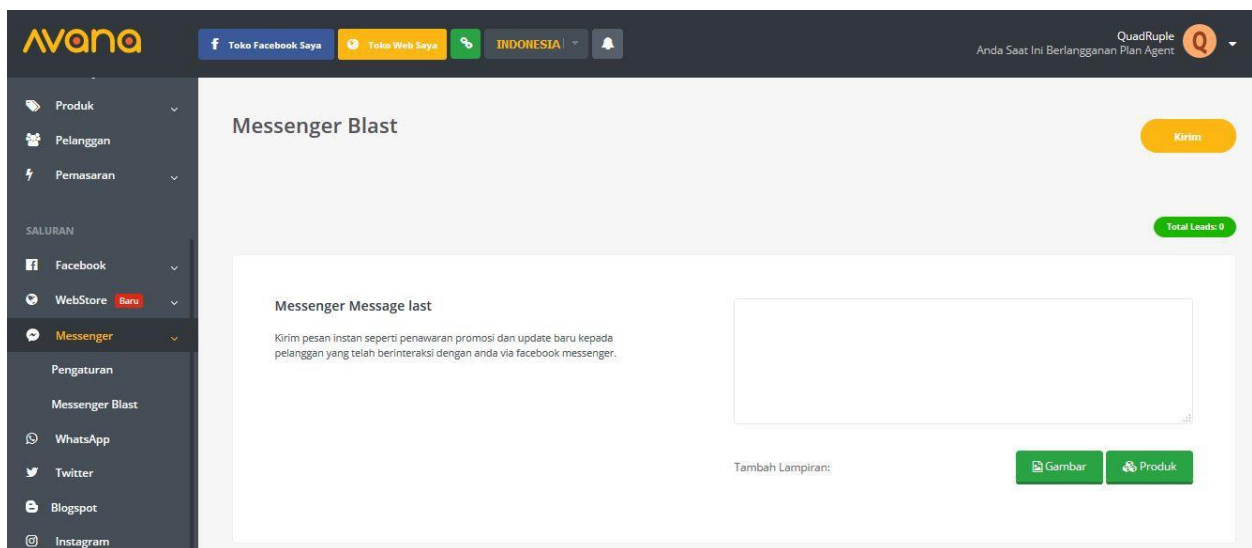 Avana
Toko Facebook Saya
Toko Web Saya
INDONESIA
QuadRuple
Anda Saat Ini Berlangganan Plan Agent
Q
Produk
Pelanggan
Pemasaran
SALURAN
Facebook
WebStore Baru
Messenger
Pengaturan
Messenger Blast
WhatsApp
Twitter
Blogspot
Instagram
Messenger Blast
Kirim
Total Leads: 0
Messenger Message last
Kirim pesan instan seperti penawaran promosi dan update baru kepada
pelanggan yang telah berinteraksi dengan anda via facebook messenger.
Tambah Lampiran:
Gambar
Produk